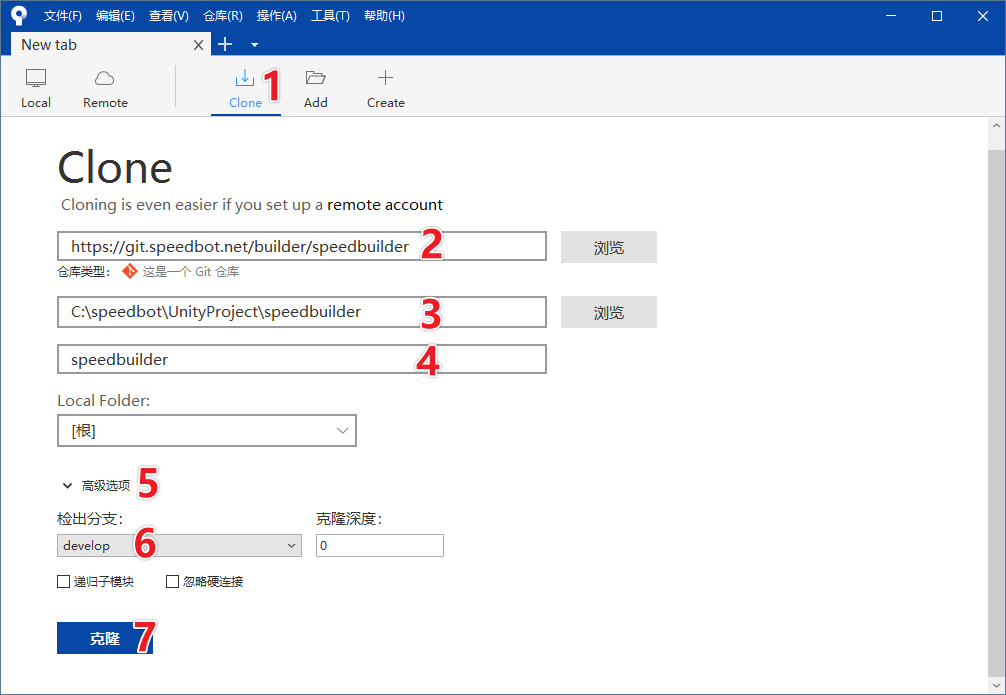 文件(F) 编辑(E) 查看(V) 仓库(R) 操作(A) 工具(T) 帮助(H)
New tab
1
Local Remote Clone Add Create
Clone
Cloning is even easier if you set up a remote account
https://git.speedbot.net/builder/speedbuilder 2 浏览
仓库类型: 这是一个 Git 仓库
C:\speedbot\UnityProject\speedbuilder 3 浏览
speedbuilder 4
Local Folder:
[根]
高级选项 5
检出分支: 克隆深度:
develop 6 0
递归子模块 忽略硬连接
克隆 7